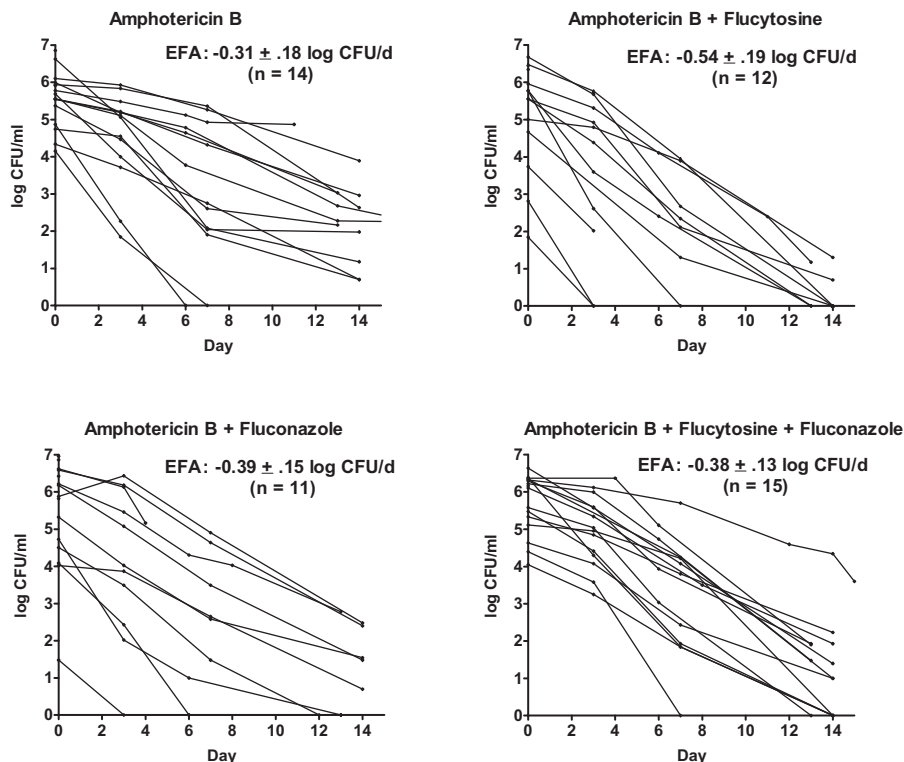 Amphotericin B
EFA: -0.31 ± .18 log CFU/d
(n = 14)
log CFU/ml
7
6
5
4
3
2
1
0
0 2 4 6 8 10 12 14
Day
Amphotericin B + Flucytosine
EFA: -0.54 ± .19 log CFU/d
(n = 12)
log CFU/ml
7
6
5
4
3
2
1
0
0 2 4 6 8 10 12 14
Day
Amphotericin B + Fluconazole
EFA: -0.39 ± .15 log CFU/d
(n = 11)
log CFU/ml
7
6
5
4
3
2
1
0
0 2 4 6 8 10 12 14
Day
Amphotericin B + Flucytosine + Fluconazole
EFA: -0.38 ± .13 log CFU/d
(n = 15)
log CFU/ml
7
6
5
4
3
2
1
0
0 2 4 6 8 10 12 14
Day